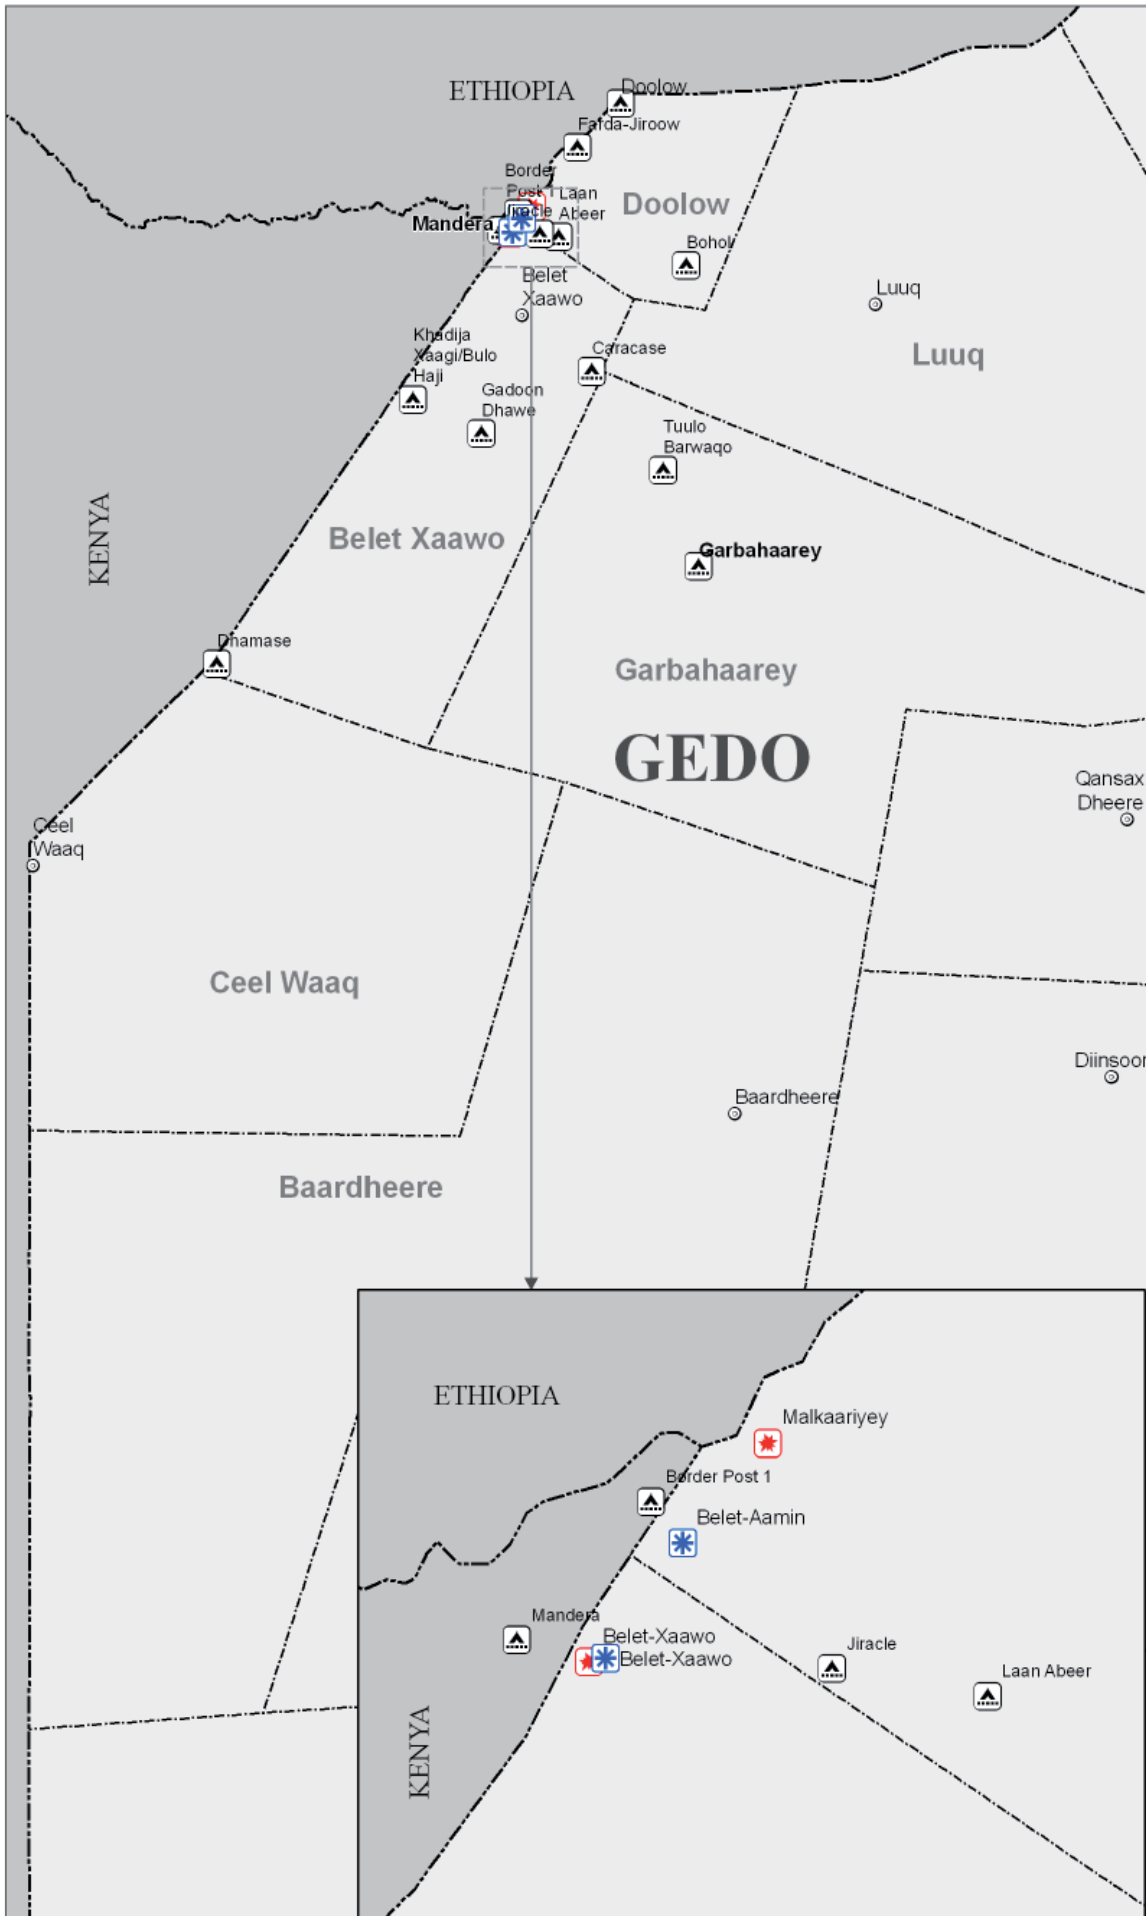 ETHIOPIA
Doolow
Farda-Jiroow
Border
Post 1
Jiracle
Laan
Abeer
Doolow
Mandera
Bohol
Belet
Xaawo
Luuq
Khadija
Xaagi/Bulo
Haji
Caracase
Luuq
Gadoon
Dhawe
Tuulo
Barwaqo
KENYA
Belet Xaawo
Garbahaarey
Dhamase
Garbahaarey
GEDO
Qansax
Dheere
Ceel
Waaq
Ceel Waaq
Diinsoor
Baardheere
Baardheere
ETHIOPIA
Malkaariyey
Border Post 1
Belet-Aamin
Mandera
Belet-Xaawo
Belet-Xaawo
Jiracle
Laan Abeer
KENYA